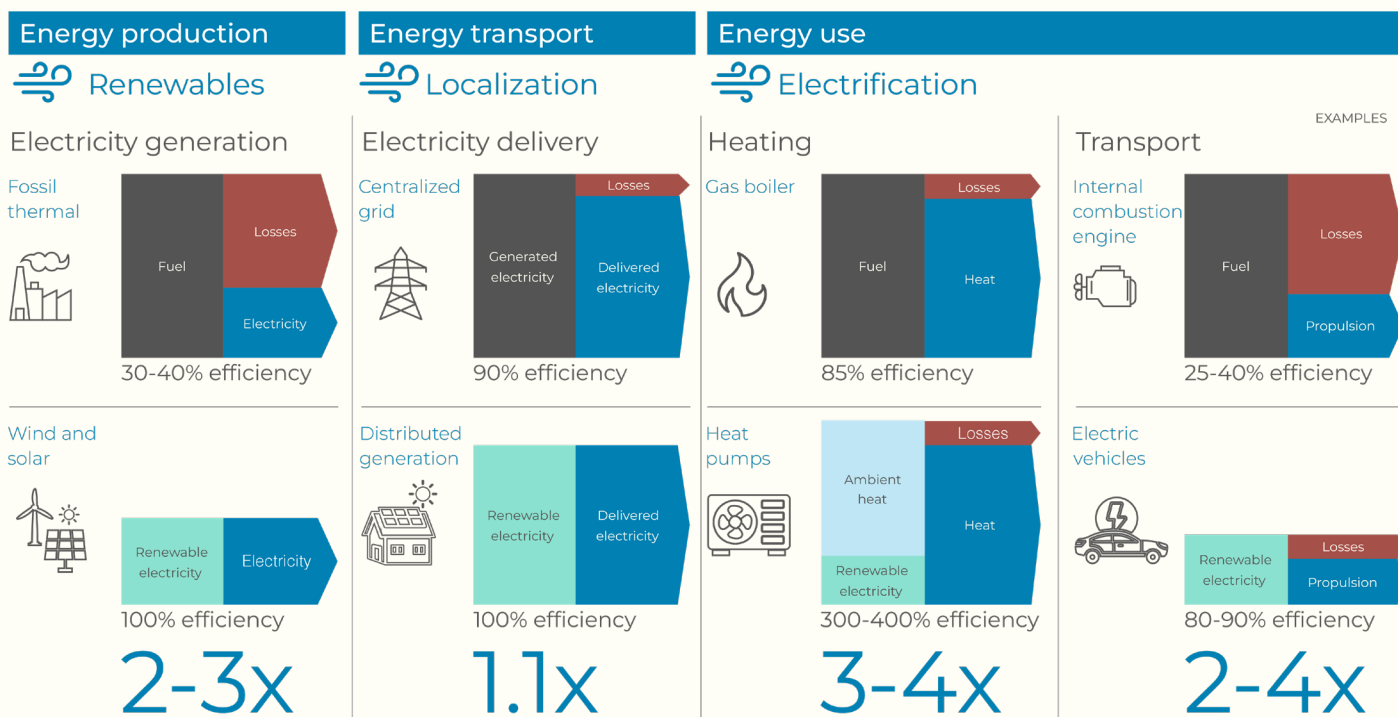 Energy production
Renewables
Electricity generation
Fossil
thermal
Fuel
Losses
Electricity
30-40% efficiency
Wind and
solar
Renewable
electricity
Electricity
100% efficiency
2-3x
Energy transport
Localization
Electricity delivery
Centralized
grid
Generated
electricity
Losses
Delivered
electricity
90% efficiency
Distributed
generation
Renewable
electricity
Delivered
electricity
100% efficiency
1.1x
Energy use
Electrification
EXAMPLES
Heating
Gas boiler
Fuel
Losses
Heat
85% efficiency
Heat
pumps
Ambient
heat
Renewable
electricity
Losses
Heat
300-400% efficiency
3-4x
Transport
Internal
combustion
engine
Fuel
Losses
Propulsion
25-40% efficiency
Electric
vehicles
Renewable
electricity
Losses
Propulsion
80-90% efficiency
2-4x